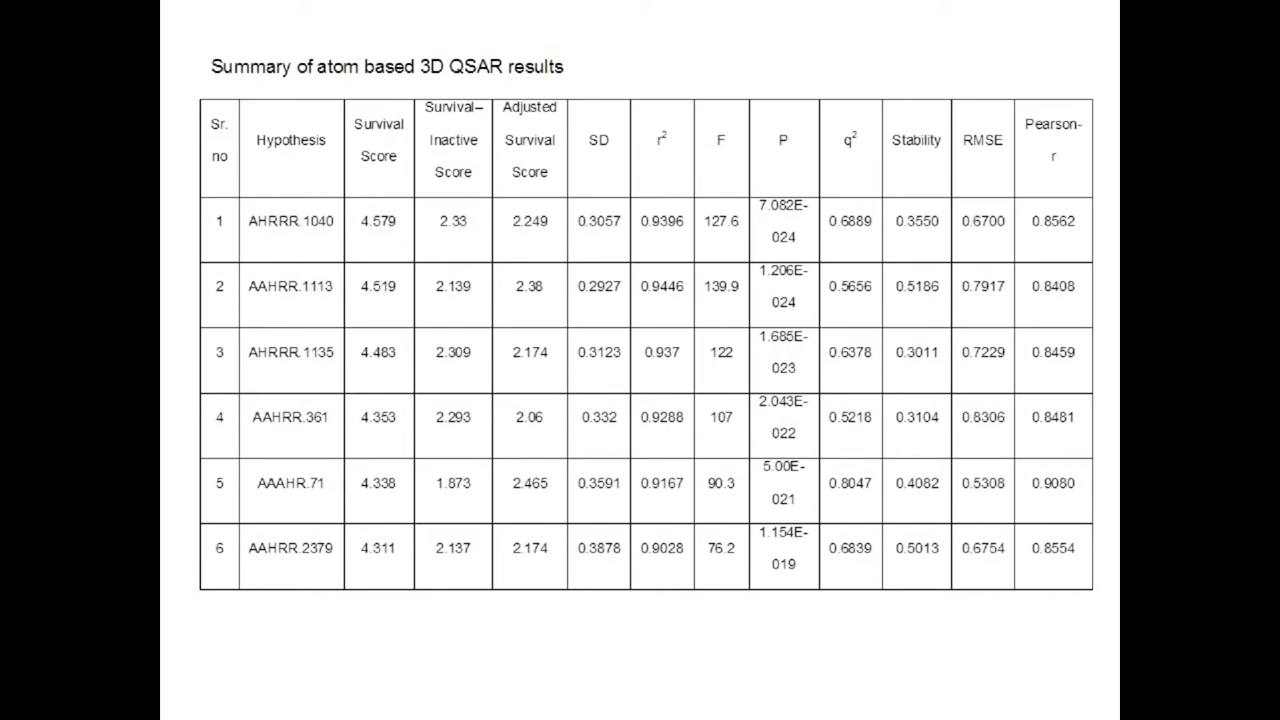 Summary of atom based 3D QSAR results
Sr. no Hypothesis Survival Score Survival– Inactive Score Adjusted Survival Score SD r² F P q² Stability RMSE Pearson-r
1 AHRRR.1040 4.579 2.33 2.249 0.3057 0.9396 127.6 7.082E-024 0.6889 0.3550 0.6700 0.8562
2 AAHRR.1113 4.519 2.139 2.38 0.2927 0.9446 139.9 1.206E-024 0.5656 0.5186 0.7917 0.8408
3 AHRRR.1135 4.483 2.309 2.174 0.3123 0.937 122 1.685E-023 0.6378 0.3011 0.7229 0.8459
4 AAHRR.361 4.353 2.293 2.06 0.332 0.9288 107 2.043E-022 0.5218 0.3104 0.8306 0.8481
5 AAAHR.71 4.338 1.873 2.465 0.3591 0.9167 90.3 5.00E-021 0.8047 0.4082 0.5308 0.9080
6 AAHRR.2379 4.311 2.137 2.174 0.3878 0.9028 76.2 1.154E-019 0.6839 0.5013 0.6754 0.8554